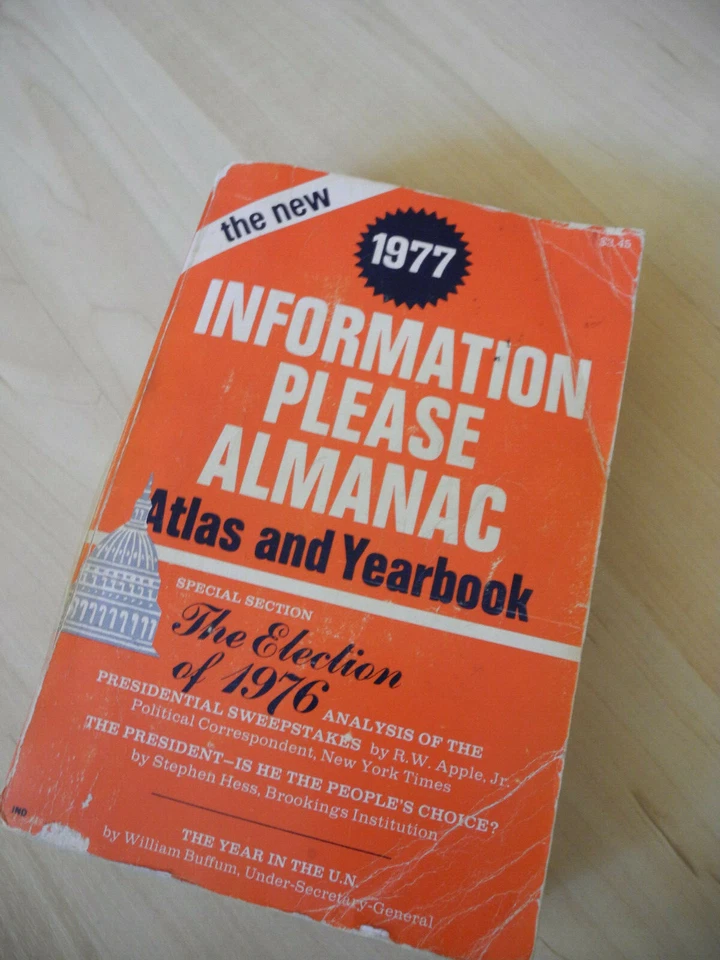 the new
1977
$3.45
INFORMATION
PLEASE
ALMANAC
Atlas and Yearbook
SPECIAL SECTION
The Election
of 1976
ANALYSIS OF THE
PRESIDENTIAL SWEEPSTAKES by R.W. Apple, Jr.
Political Correspondent, New York Times
THE PRESIDENT—IS HE THE PEOPLE'S CHOICE?
by Stephen Hess, Brookings Institution
THE YEAR IN THE U.N.
by William Buffum, Under-Secretary-General
IND